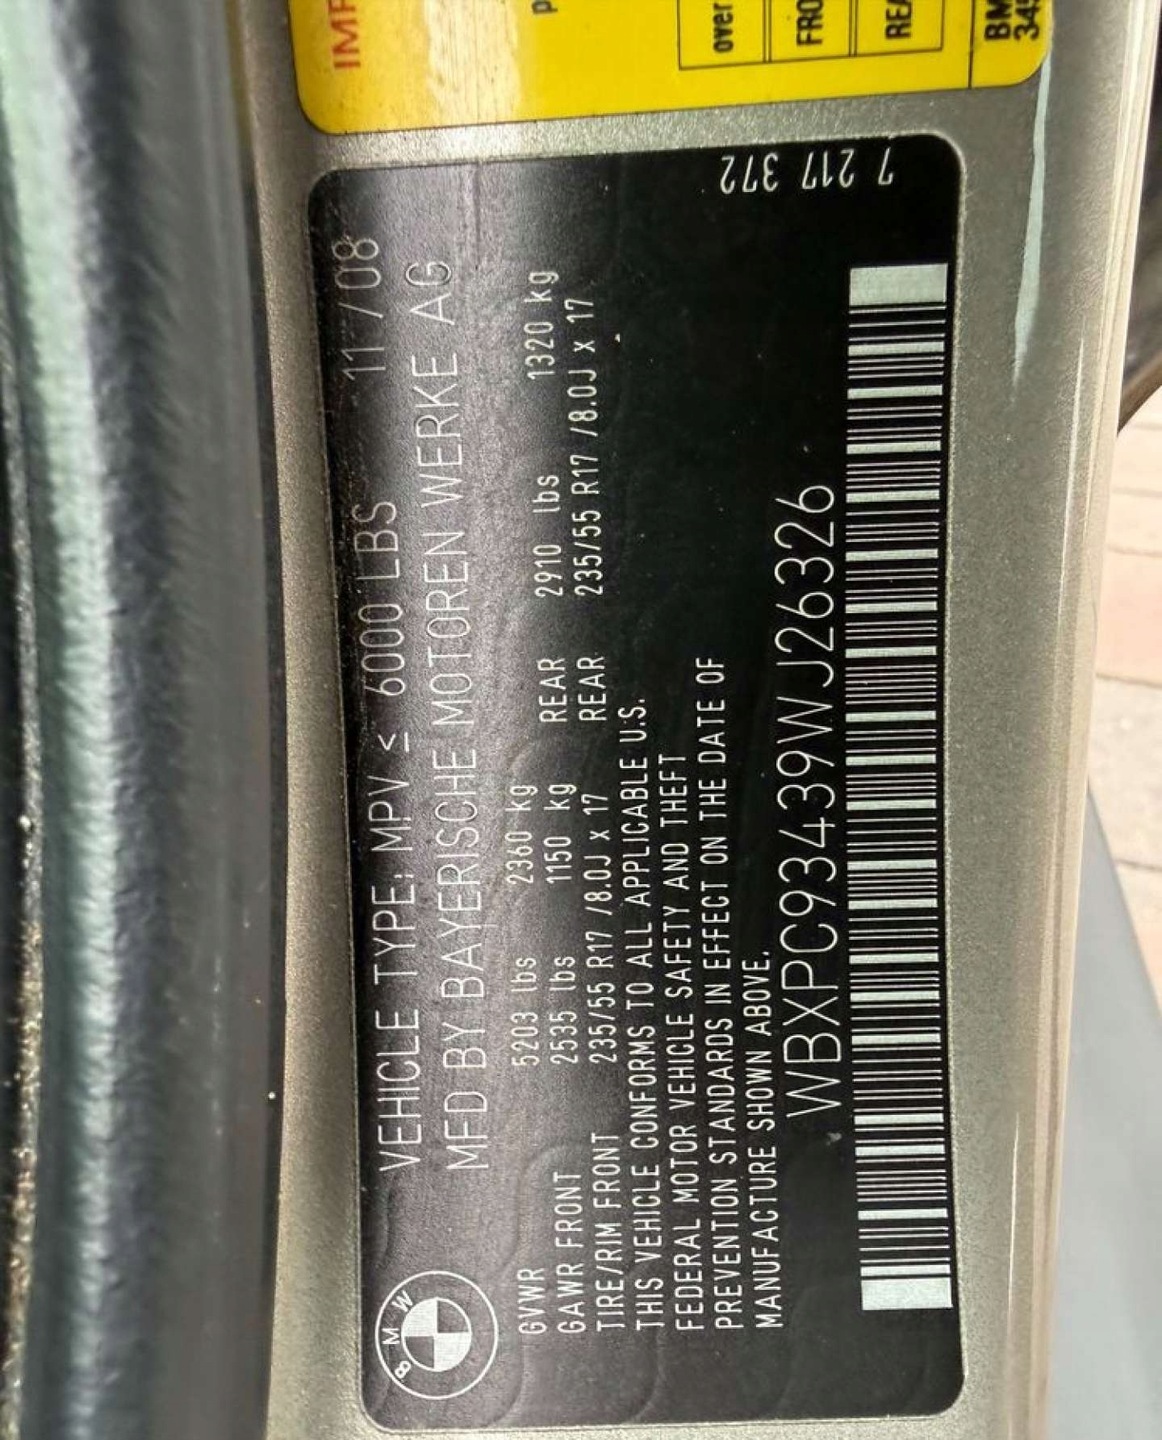 BMW
VEHICLE TYPE: MPV ≤ 6000 LBS 11/08
MFD BY BAYERISCHE MOTOREN WERKE AG
GVWR 5203 lbs 2360 kg
GAWR FRONT 2535 lbs 1150 kg REAR 2910 lbs 1320 kg
TIRE/RIM FRONT 235/55 R17 /8.0J x 17 REAR 235/55 R17 /8.0J x 17
THIS VEHICLE CONFORMS TO ALL APPLICABLE U.S.
FEDERAL MOTOR VEHICLE SAFETY AND THEFT
PREVENTION STANDARDS IN EFFECT ON THE DATE OF
MANUFACTURE SHOWN ABOVE.
WBXPC93439WJ26326
7 217 372
over